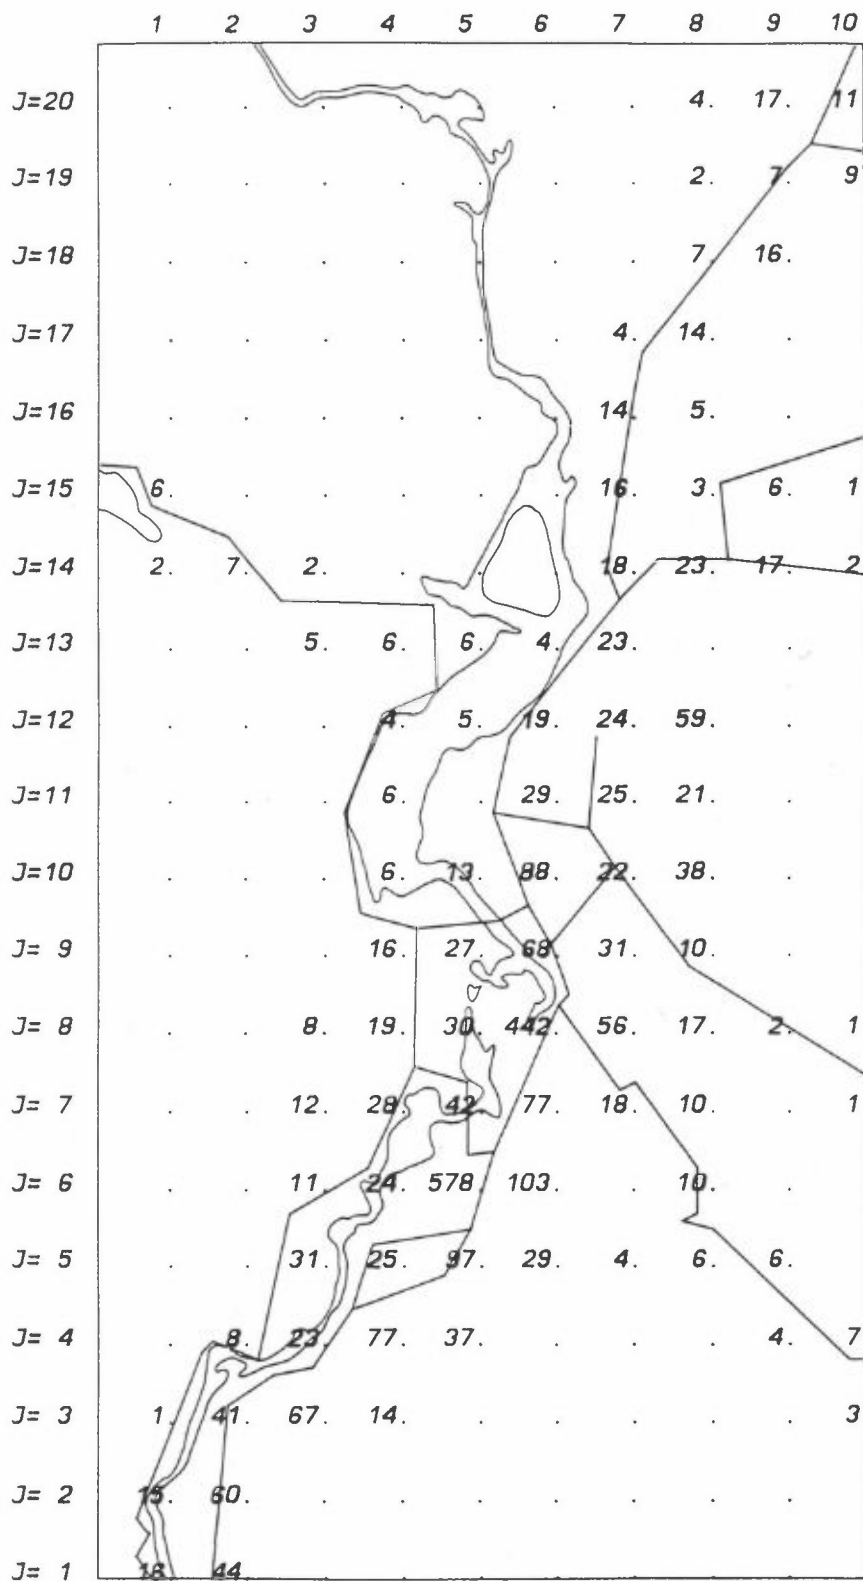 1 2 3 4 5 6 7 8 9 10
J=20 . . . . . . . 4. 17. 11
J=19 . . . . . . . 2. 7. 9
J=18 . . . . . . . 7. 16.
J=17 . . . . . . 4. 14. .
J=16 . . . . . . 14. 5. .
J=15 6. . . . . . 16. 3. 6. 1
J=14 2. 7. 2. . . . 18. 23. 17. 2
J=13 . . 5. 6. 6. 4. 23. . .
J=12 . . . 4. 5. 19. 24. 59. .
J=11 . . . 6. . 29. 25. 21. .
J=10 . . . 6. 13. 88. 22. 38. .
J= 9 . . . 16. 27. 68. 31. 10. .
J= 8 . . 8. 19. 30. 442. 56. 17. 2. 1
J= 7 . . 12. 28. 42. 77. 18. 10. . 1
J= 6 . . 11. 24. 578. 103. . 10. .
J= 5 . . 31. 25. 97. 29. 4. 6. 6.
J= 4 . 8. 23. 77. 37. . . . 4. 7
J= 3 1. 41. 67. 14. . . . . . 3
J= 2 15. 60. . . . . . . .
J= 1 16 44